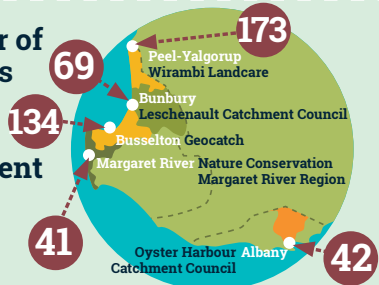 r of
s
ent
173
Peel-Yalgorup
Wirambi Landcare
69
Bunbury
Leschenault Catchment Council
134
Busselton Geocatch
Margaret River Nature Conservation
Margaret River Region
41
Oyster Harbour Albany
Catchment Council
42